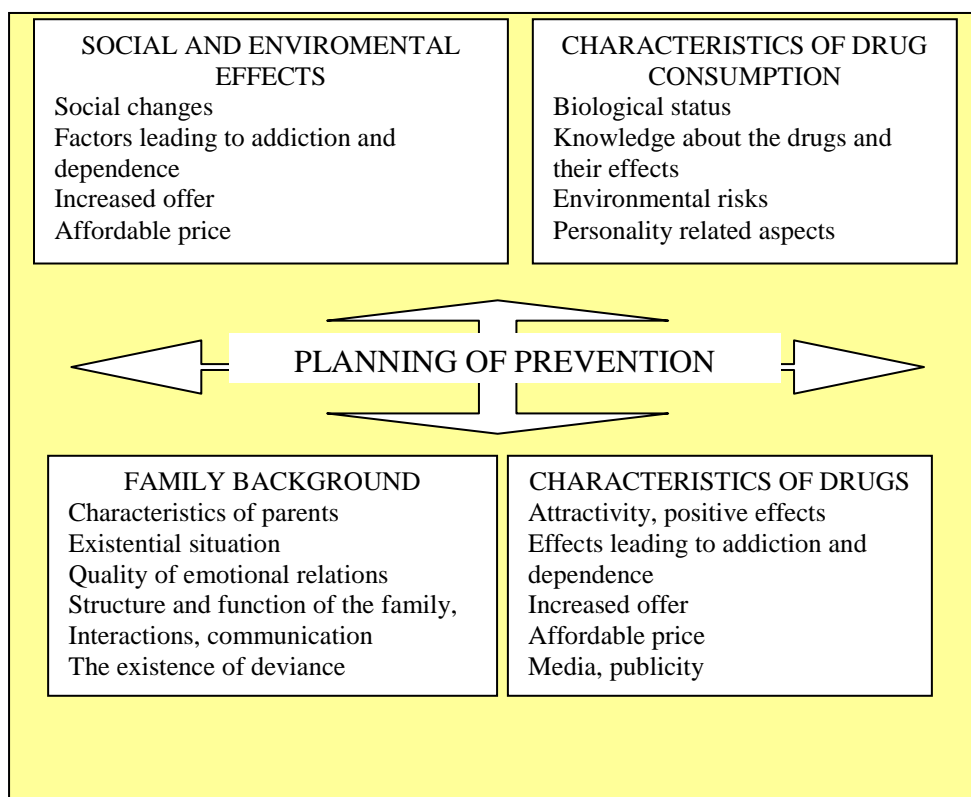 SOCIAL AND ENVIROMENTAL
EFFECTS
Social changes
Factors leading to addiction and
dependence
Increased offer
Affordable price
CHARACTERISTICS OF DRUG
CONSUMPTION
Biological status
Knowledge about the drugs and
their effects
Environmental risks
Personality related aspects
PLANNING OF PREVENTION
FAMILY BACKGROUND
Characteristics of parents
Existential situation
Quality of emotional relations
Structure and function of the family,
Interactions, communication
The existence of deviance
CHARACTERISTICS OF DRUGS
Attractivity, positive effects
Effects leading to addiction and
dependence
Increased offer
Affordable price
Media, publicity